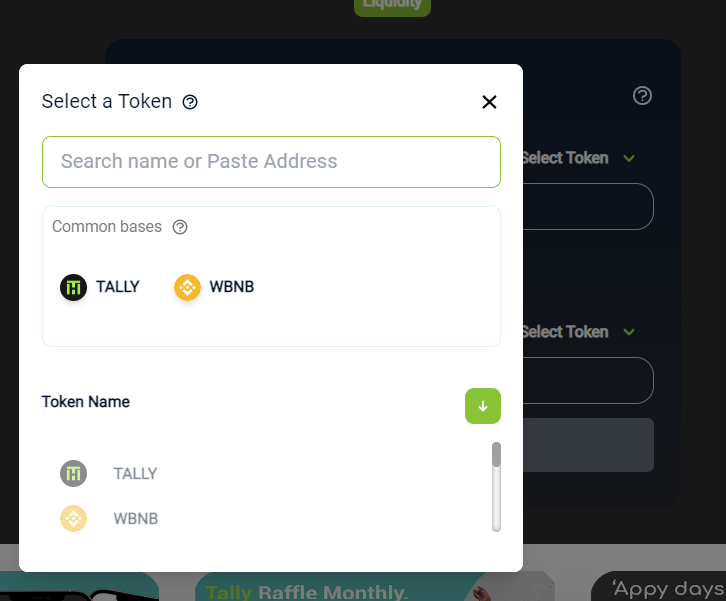 Liquidity
Select a Token
Search name or Paste Address
Common bases
TALLY
WBNB
Token Name
TALLY
WBNB
Select Token
Select Token
Tally Raffle Monthly.
'Appy days